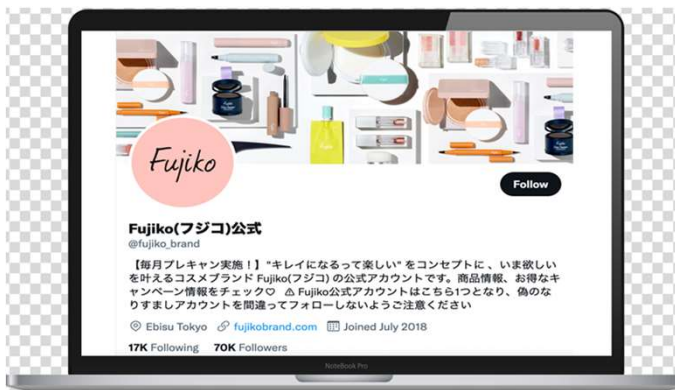 Fujiko
Follow
Fujiko(フジコ)公式
@fujiko_brand
【毎月プレキャン実施！】"キレイになるって楽しい" をコンセプトに 、いま欲しい
を叶えるコスメブランド Fujiko(フジコ) の公式アカウントです。商品情報、お得なキ
ャンペーン情報をチェック♡ ⚠ Fujiko公式アカウントはこちら1つとなり、偽のな
りすましアカウントを間違ってフォローしないようご注意ください
Ebisu Tokyo fujikobrand.com Joined July 2018
17K Following 70K Followers
NoteBook Pro